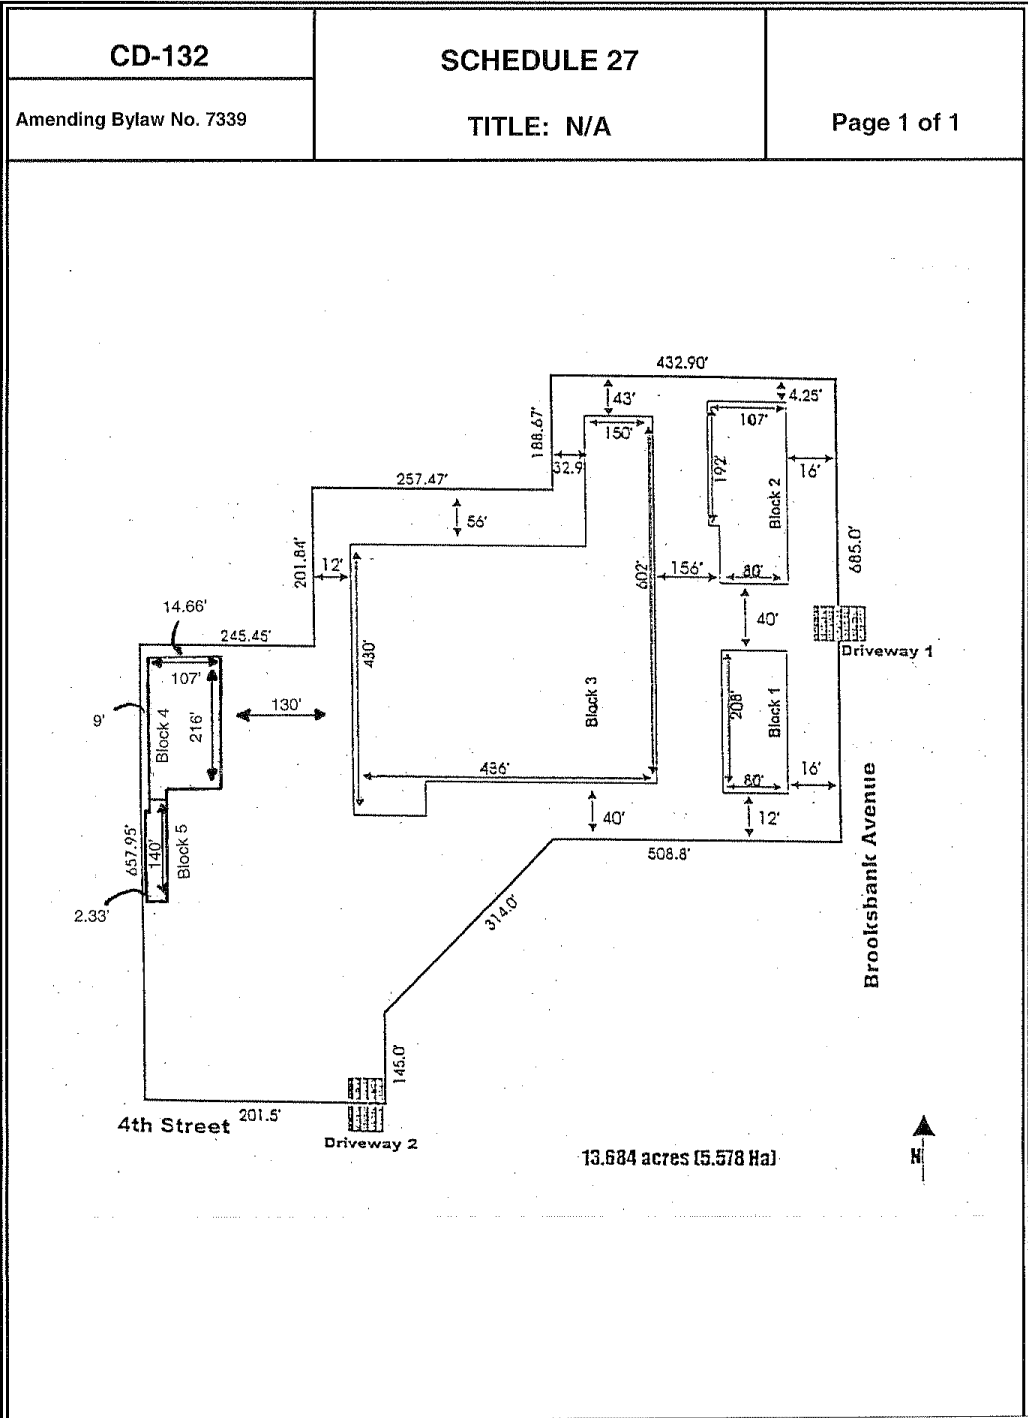 CD-132
SCHEDULE 27
Amending Bylaw No. 7339
TITLE: N/A
Page 1 of 1
432.90'
43'
4.25'
150'
107'
188.67'
32.9'
192'
16'
257.47'
56'
Block 2
685.0'
201.84'
12'
602'
156'
80'
14.66'
40'
245.45'
Driveway 1
430'
107'
9'
Block 4
216'
130'
Block 3
208'
Block 1
436'
80'
16'
40'
12'
657.95'
140'
Block 5
508.8'
2.33'
314.0'
Brooksbank Avenue
145.0'
4th Street
201.5'
Driveway 2
13.684 acres (5.578 Ha)
N